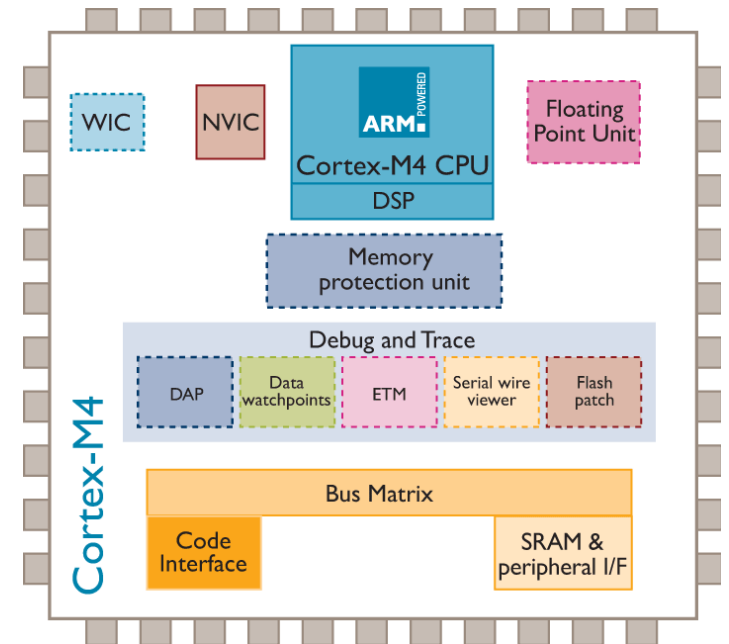 WIC
NVIC
ARM POWERED
Cortex-M4 CPU
DSP
Floating
Point Unit
Memory
protection unit
Debug and Trace
DAP
Data
watchpoints
ETM
Serial wire
viewer
Flash
patch
Cortex-M4
Bus Matrix
Code
Interface
SRAM &
peripheral I/F